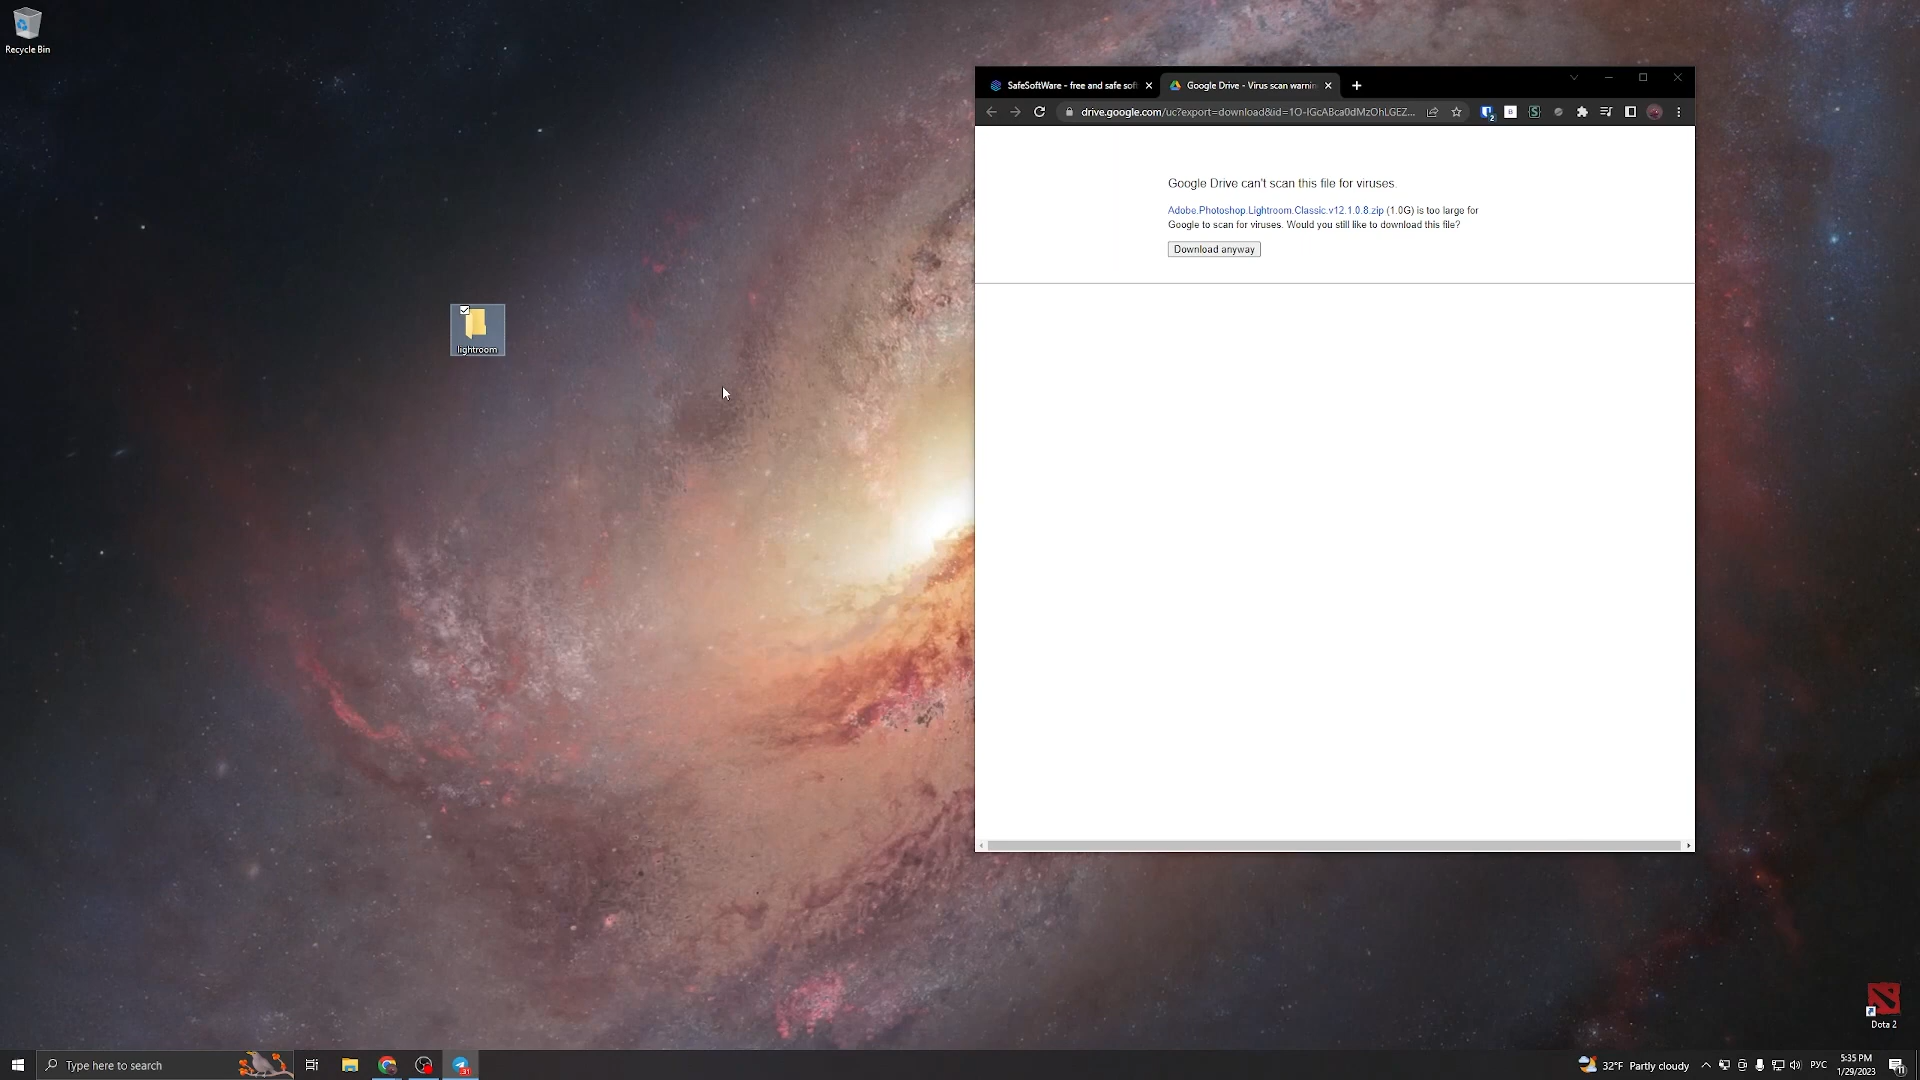 Recycle Bin
SafeSoftWare - free and safe soft
Google Drive - Virus scan warnin
drive.google.com/uc?export=download&id=1O-IGcABca0dMzOhLGEZ...
Google Drive can't scan this file for viruses.
Adobe.Photoshop.Lightroom.Classic.v12.1.0.8.zip (1.0G) is too large for
Google to scan for viruses. Would you still like to download this file?
Download anyway
lightroom
Dota 2
Type here to search
32°F Partly cloudy
РУС
5:35 PM
1/29/2023